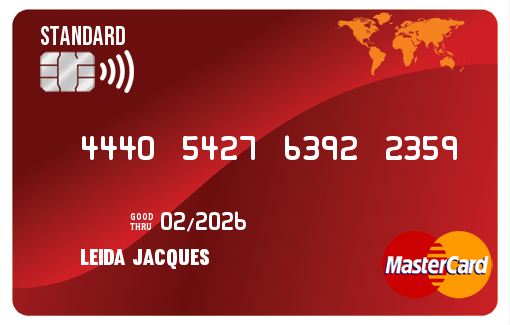 STANDARD
4440 5427 6392 2359
GOOD THRU 02/2026
LEIDA JACQUES
MasterCard